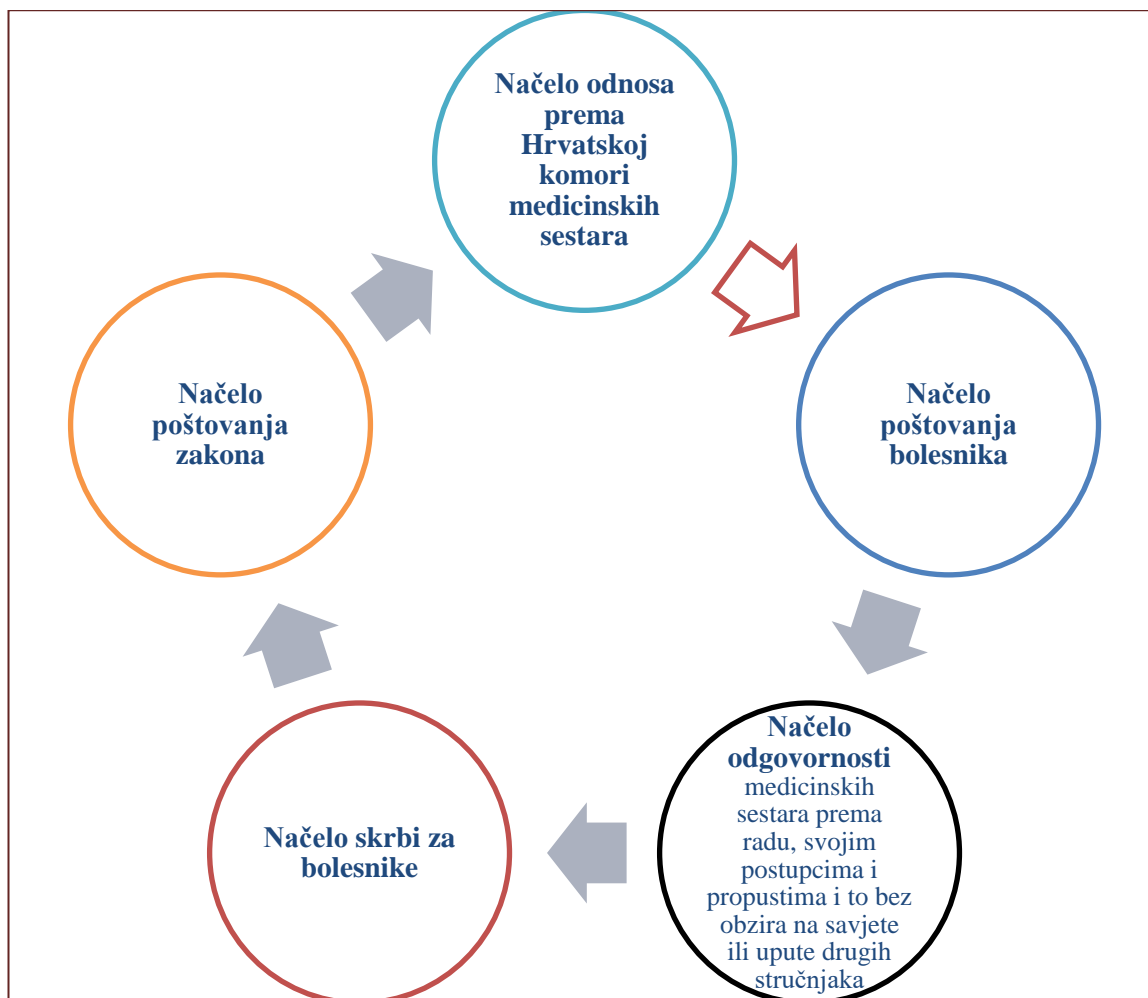 Načelo odnosa
prema
Hrvatskoj
komori
medicinskih
sestara
Načelo
poštovanja
bolesnika
Načelo
odgovornosti
medicinskih
sestara prema
radu, svojim
postupcima i
propustima i to bez
obzira na savjete
ili upute drugih
stručnjaka
Načelo skrbi za
bolesnike
Načelo
poštovanja
zakona